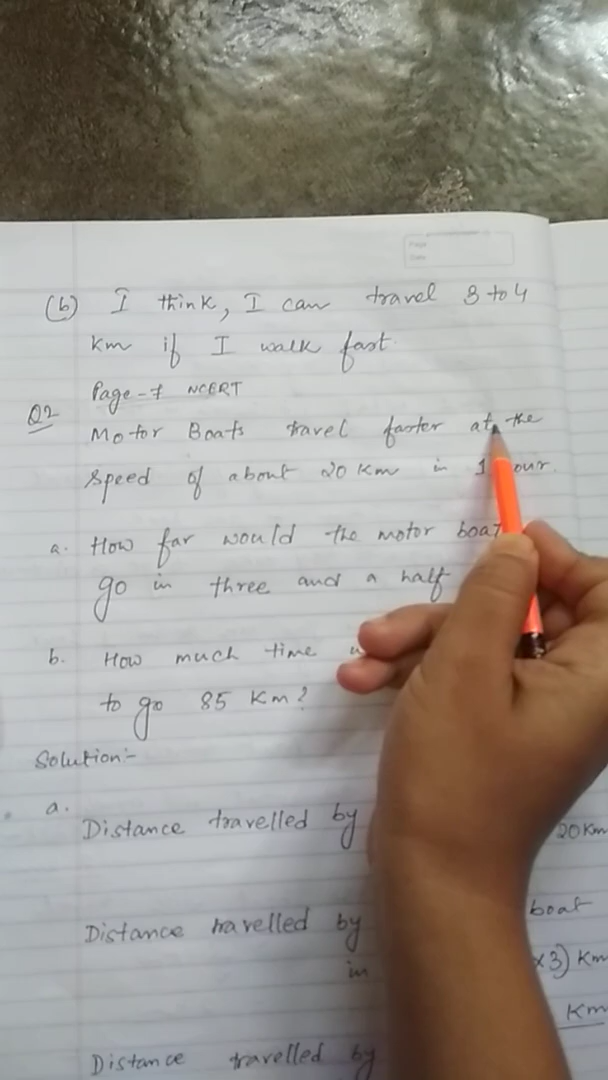 Page
Date
(b) I think, I can travel 3 to 4
km if I walk fast.
Page-7 NCERT
Q2 Motor Boats travel faster at the
speed of about 20 Km in 1 our.
a. How far would the motor boat
go in three and a half
b. How much time
to go 85 Km?
Solution:-
a.
Distance travelled by 20 Km
Distance travelled by boat
in ×3) Km
Km
Distance travelled by